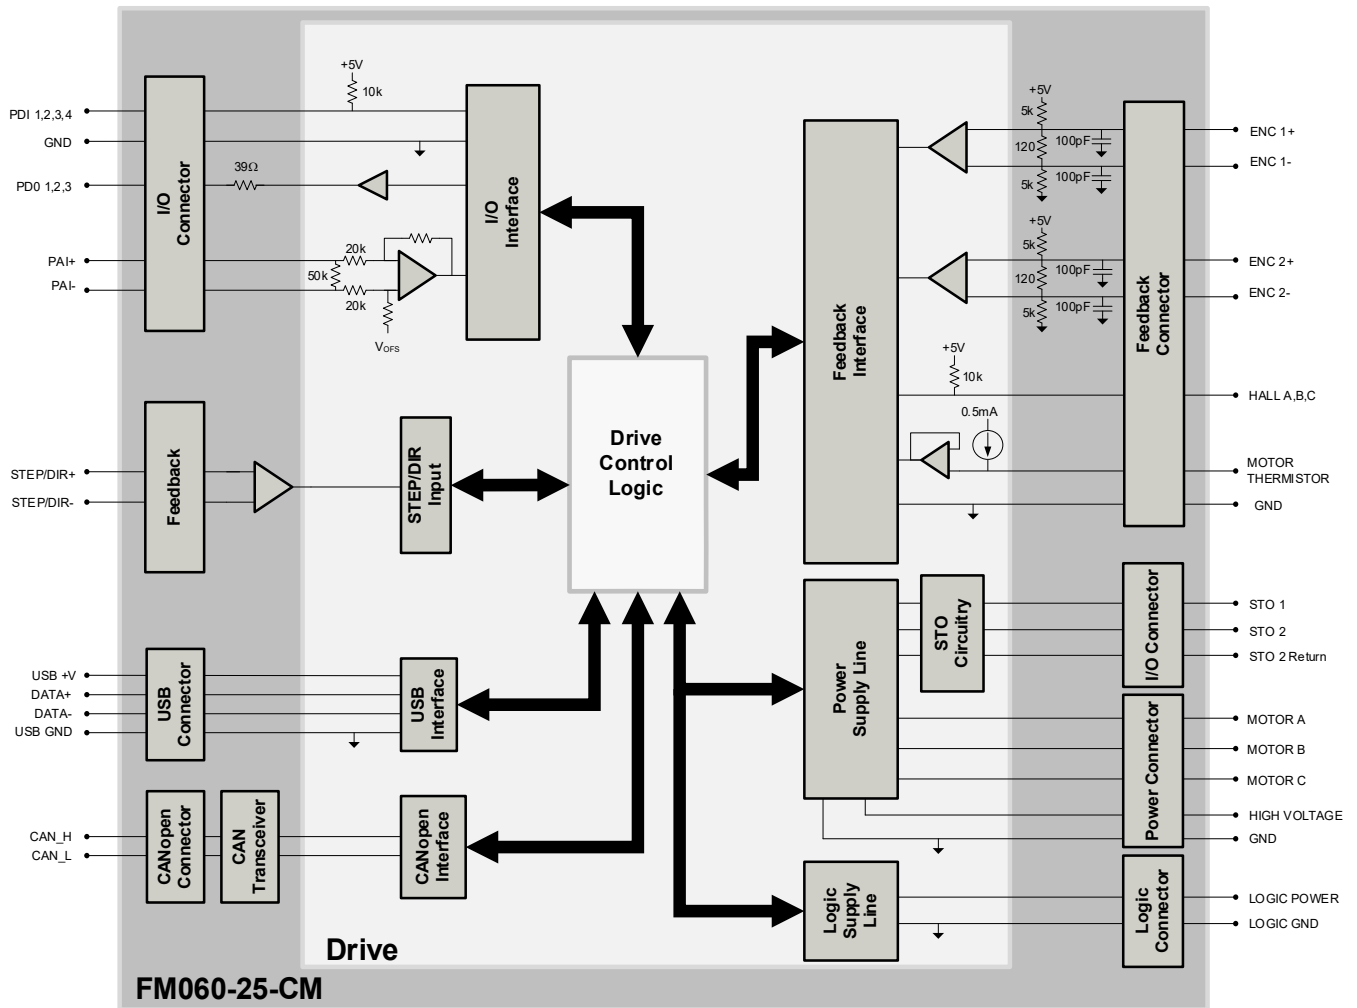 PDI 1,2,3,4
GND
PD0 1,2,3
PAI+
PAI-
I/O
Connector
+5V
10k
39Ω
20k
50k
20k
VOFS
I/O
Interface
STEP/DIR+
STEP/DIR-
Feedback
STEP/DIR
Input
USB +V
DATA+
DATA-
USB GND
USB
Connector
USB
Interface
CAN_H
CAN_L
CANopen
Connector
CAN
Transceiver
CANopen
Interface
Drive
Control
Logic
Feedback
Interface
+5V
5k
120
5k
100pF
100pF
+5V
5k
120
5k
100pF
100pF
+5V
10k
0.5mA
Feedback
Connector
ENC 1+
ENC 1-
ENC 2+
ENC 2-
HALL A,B,C
MOTOR
THERMISTOR
GND
Power
Supply Line
STO
Circuitry
I/O Connector
STO 1
STO 2
STO 2 Return
Power Connector
MOTOR A
MOTOR B
MOTOR C
HIGH VOLTAGE
GND
Logic
Supply
Line
Logic
Connector
LOGIC POWER
LOGIC GND
Drive
FM060-25-CM